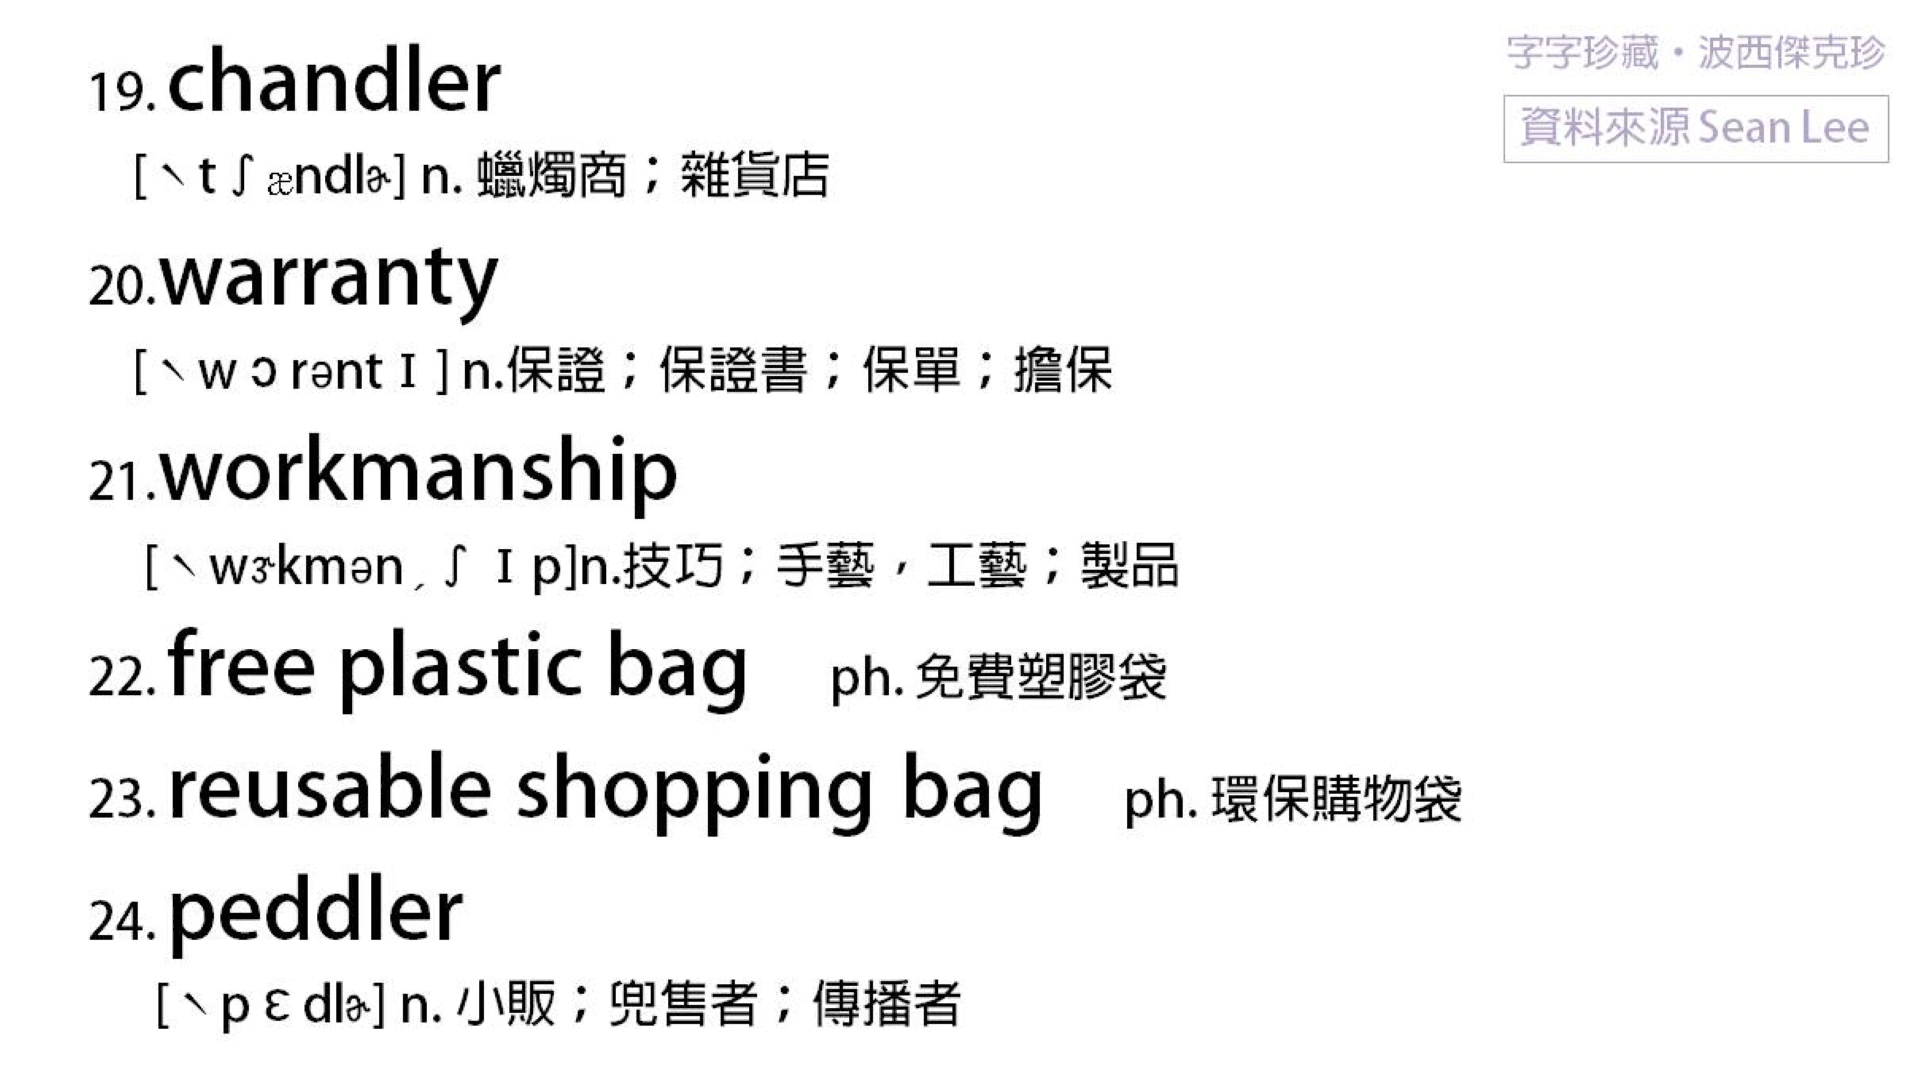 字字珍藏・波西傑克珍
資料來源 Sean Lee
19. chandler
[ˋtʃændlɚ] n. 蠟燭商；雜貨店
20.warranty
[ˋwɔrəntɪ] n.保證；保證書；保單；擔保
21.workmanship
[ˋwɝkmənˏʃɪp]n.技巧；手藝，工藝；製品
22. free plastic bag ph. 免費塑膠袋
23. reusable shopping bag ph. 環保購物袋
24. peddler
[ˋpɛdlɚ] n. 小販；兜售者；傳播者